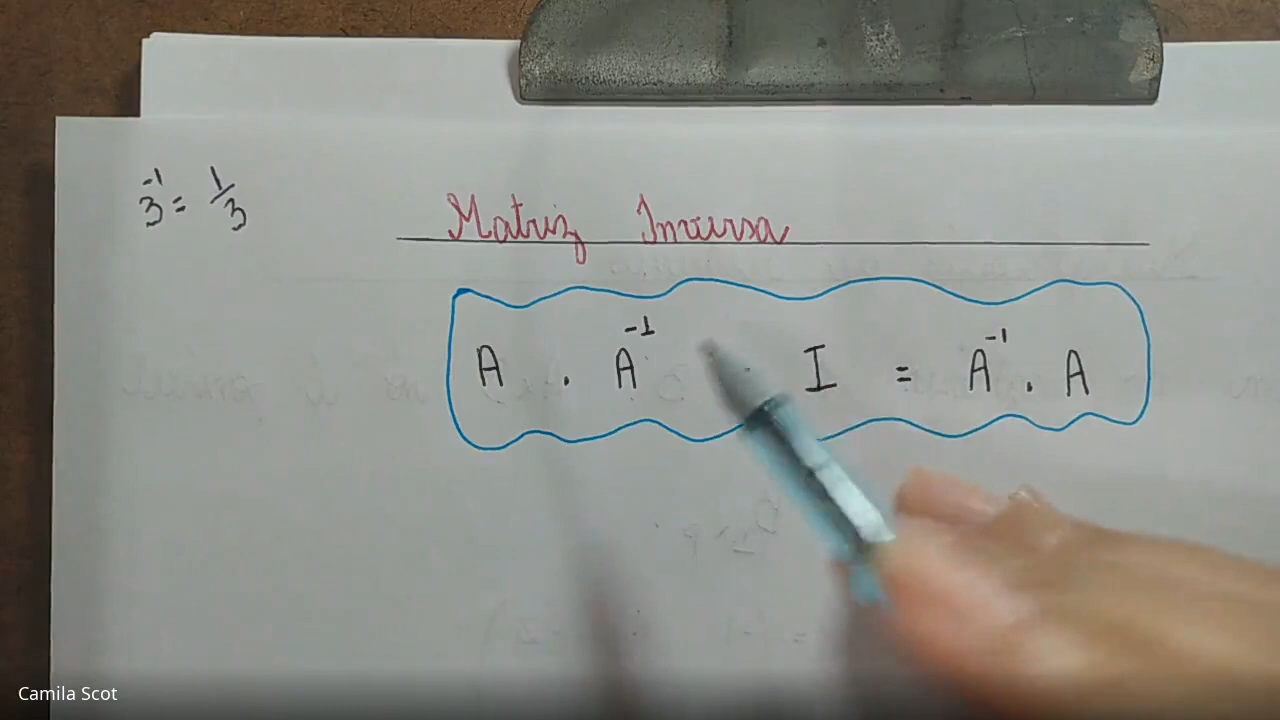 3⁻¹ = 1/3
Matriz Inversa
A . A⁻¹ I = A⁻¹ . A
Camila Scot